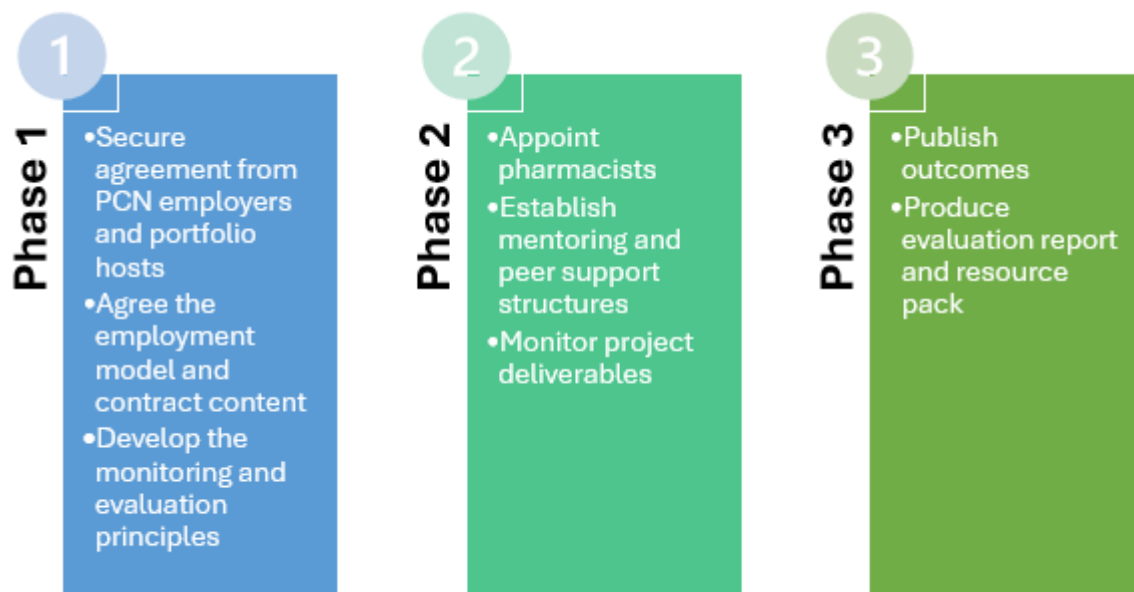 1
Phase 1
•Secure
agreement from
PCN employers
and portfolio
hosts
•Agree the
employment
model and
contract content
•Develop the
monitoring and
evaluation
principles
2
Phase 2
•Appoint
pharmacists
•Establish
mentoring and
peer support
structures
•Monitor project
deliverables
3
Phase 3
•Publish
outcomes
•Produce
evaluation report
and resource
pack